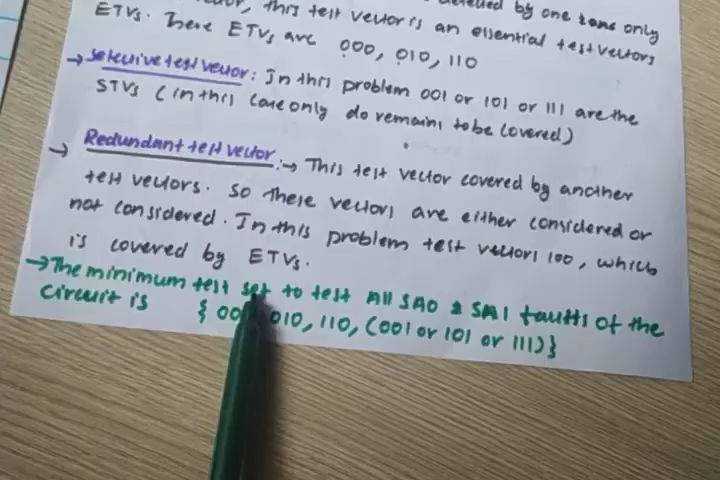 , this test vector is an essential test vectors detected by one zone only
ETVs. These ETVs are 000, 010, 110
→ Selective test vector: In this problem 001 or 101 or 111 are the
STVs (in this case only do remains to be covered)
→ Redundant test vector :→ This test vector covered by another
test vectors. So these vectors are either considered or
not considered. In this problem test vectors 100, which
is covered by ETVs.
→ The minimum test set to test All SA0 & SA1 faults of the
circuit is { 00 010, 110, (001 or 101 or 111)}